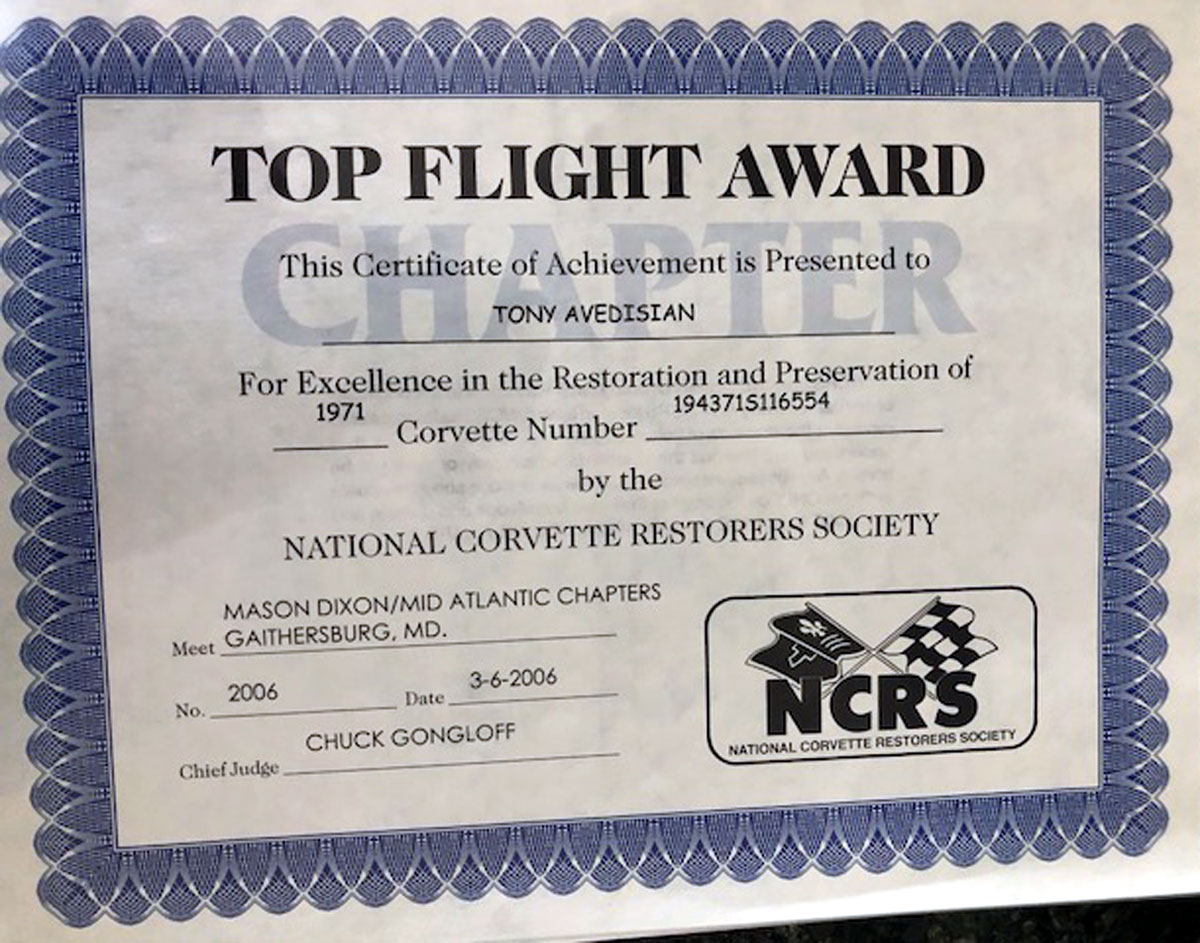 TOP FLIGHT AWARD
CHAPTER
This Certificate of Achievement is Presented to
TONY AVEDISIAN
For Excellence in the Restoration and Preservation of
1971 Corvette Number 194371S116554
by the
NATIONAL CORVETTE RESTORERS SOCIETY
MASON DIXON/MID ATLANTIC CHAPTERS
Meet GAITHERSBURG, MD.
No. 2006 Date 3-6-2006
CHUCK GONGLOFF
Chief Judge
NCRS
NATIONAL CORVETTE RESTORERS SOCIETY